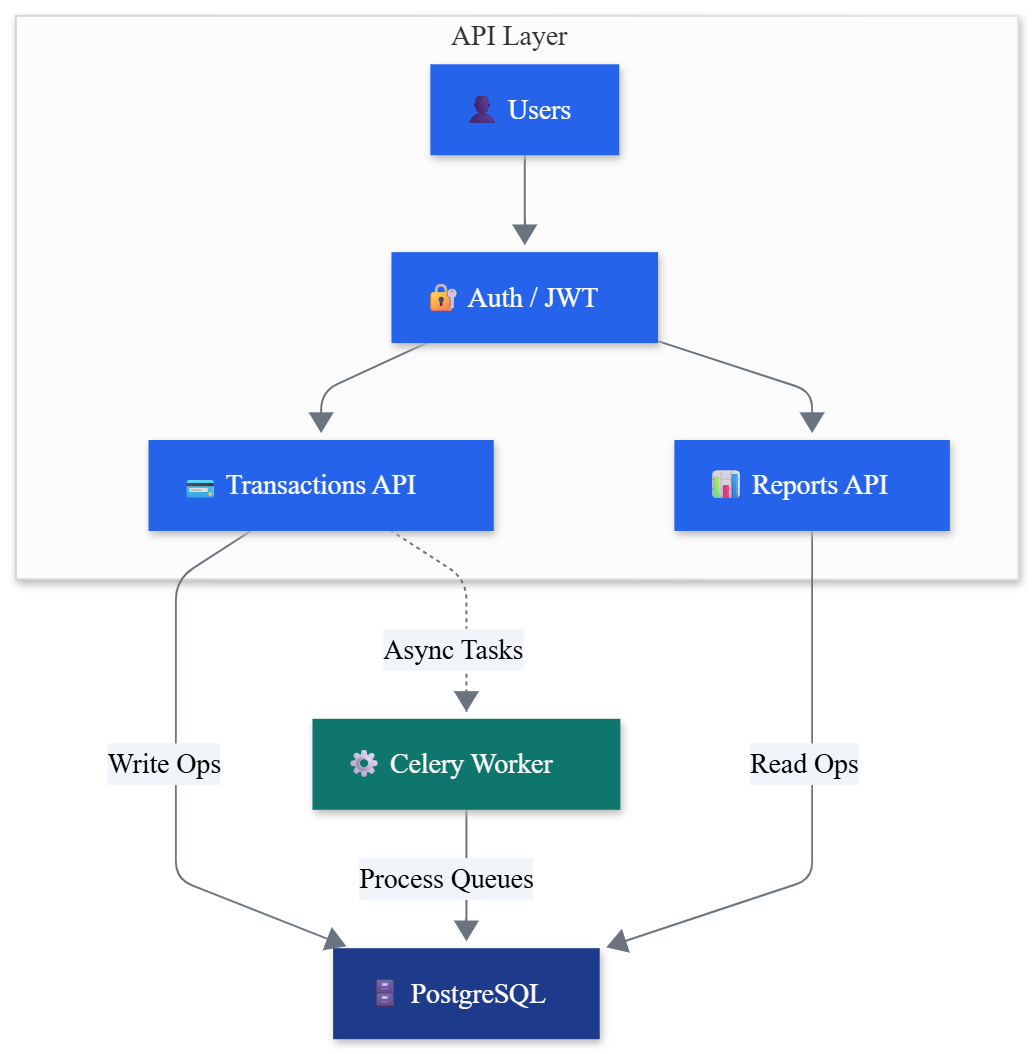 API Layer
Users
Auth / JWT
Transactions API
Reports API
Async Tasks
Write Ops
Celery Worker
Read Ops
Process Queues
PostgreSQL